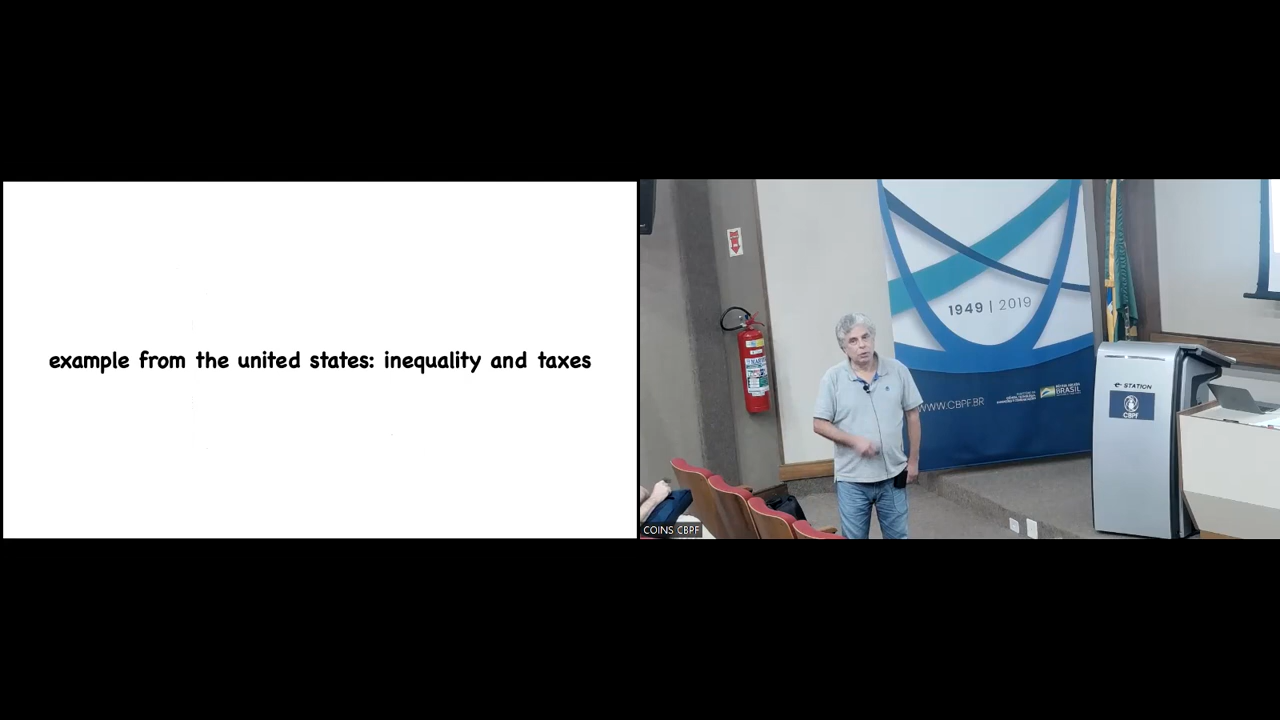 example from the united states: inequality and taxes
1949 | 2019
WWW.CBPF.BR
BRASIL
e-STATION
CBPF
COINS CBPF